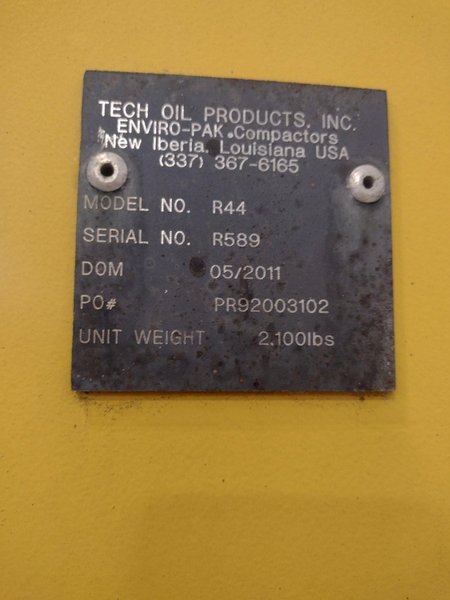 TECH OIL PRODUCTS, INC.
ENVIRO-PAK Compactors
New Iberia, Louisiana USA
(337) 367-6165
MODEL NO. R44
SERIAL NO. R589
DOM 05/2011
PO# PR92003102
UNIT WEIGHT 2,100lbs